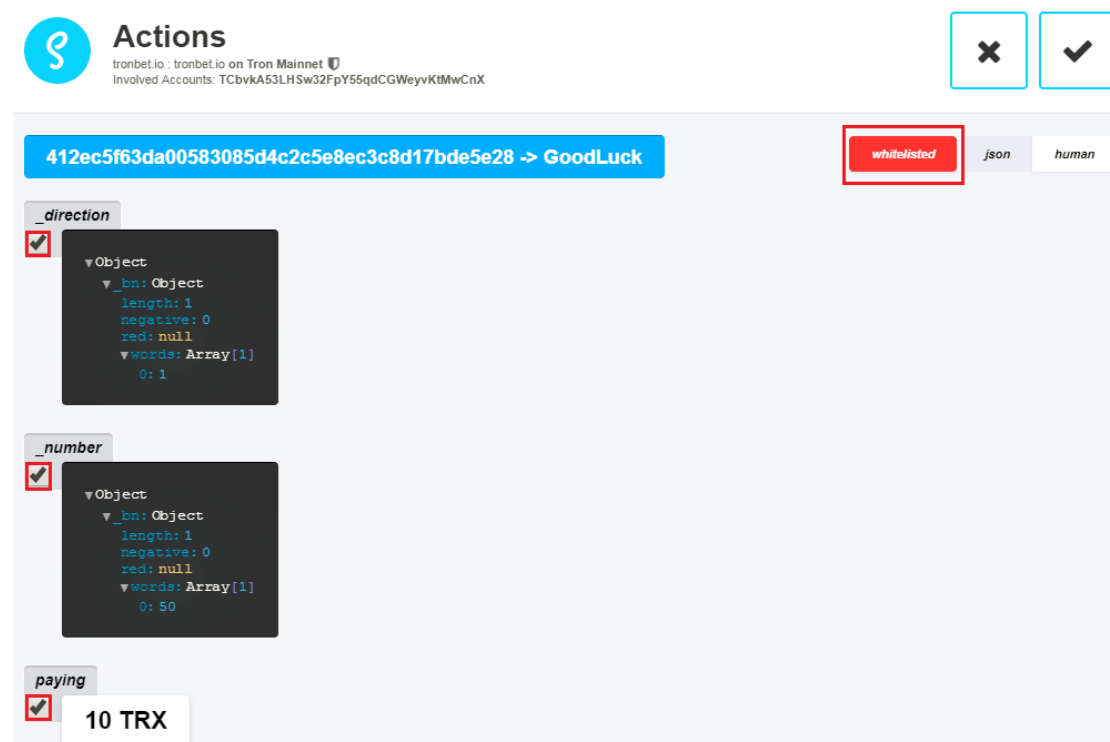 Actions
tronbet.io : tronbet.io on Tron Mainnet
Involved Accounts: TCbvkA53LHSw32FpY55qdCGWeyvKtMwCnX
412ec5f63da00583085d4c2c5e8ec3c8d17bde5e28 -> GoodLuck
whitelisted json human
_direction
▼Object
▼_bn: Object
length: 1
negative: 0
red: null
▼words: Array[1]
0: 1
_number
▼Object
▼_bn: Object
length: 1
negative: 0
red: null
▼words: Array[1]
0: 50
paying
10 TRX